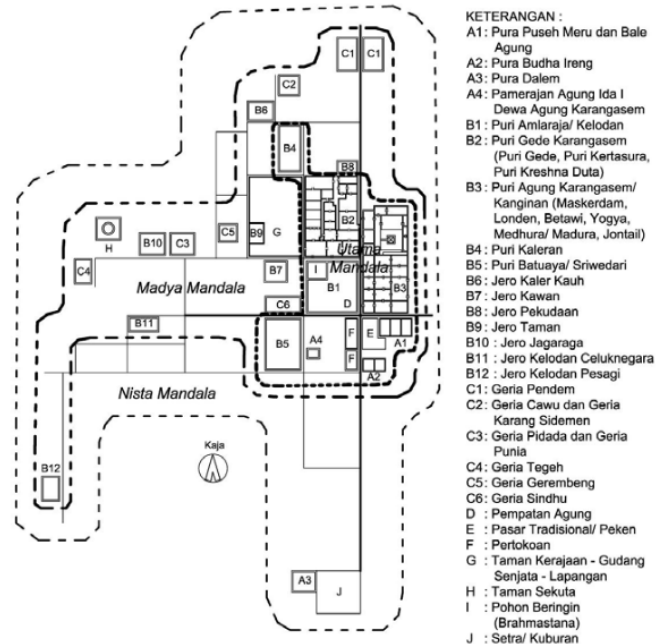 KETERANGAN :
A1: Pura Puseh Meru dan Bale
Agung
A2: Pura Budha Ireng
A3: Pura Dalem
A4: Pamerajan Agung Ida I
Dewa Agung Karangasem
B1: Puri Amlaraja/ Kelodan
B2: Puri Gede Karangasem
(Puri Gede, Puri Kertasura,
Puri Kreshna Duta)
B3: Puri Agung Karangasem/
Kanginan (Maskerdam,
Londen, Betawi, Yogya,
Medhura/ Madura, Jontail)
B4: Puri Kaleran
B5: Puri Batuaya/ Sriwedari
B6: Jero Kaler Kauh
B7: Jero Kawan
B8: Jero Pekudaan
B9: Jero Taman
B10 : Jero Jagaraga
B11 : Jero Kelodan Celuknegara
B12 : Jero Kelodan Pesagi
C1: Geria Pendem
C2: Geria Cawu dan Geria
Karang Sidemen
C3: Geria Pidada dan Geria
Punia
C4: Geria Tegeh
C5: Geria Gerembeng
C6: Geria Sindhu
D : Pempatan Agung
E : Pasar Tradisional/ Peken
F : Pertokoan
G : Taman Kerajaan - Gudang
Senjata - Lapangan
H : Taman Sekuta
I : Pohon Beringin
(Brahmastana)
J : Setra/ Kuburan
C1 C1
C2
B6
B4
B8
B2
C5 B9 G
H B10 C3
Utama
Mandala
C4 B7 I
Madya Mandala B1 B3
C6 D
B11 F E A1
B5 A4
F A2
Nista Mandala
Kaja
B12
A3 J